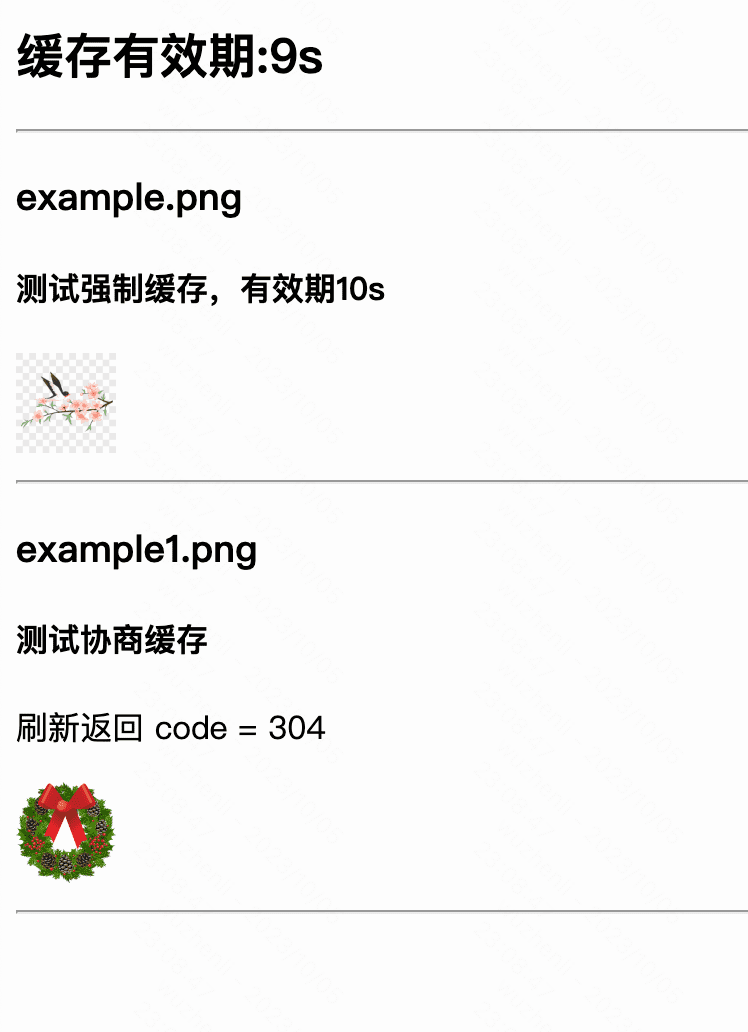 缓存有效期:9s
example.png
测试强制缓存，有效期10s
example1.png
测试协商缓存
刷新返回 code = 304